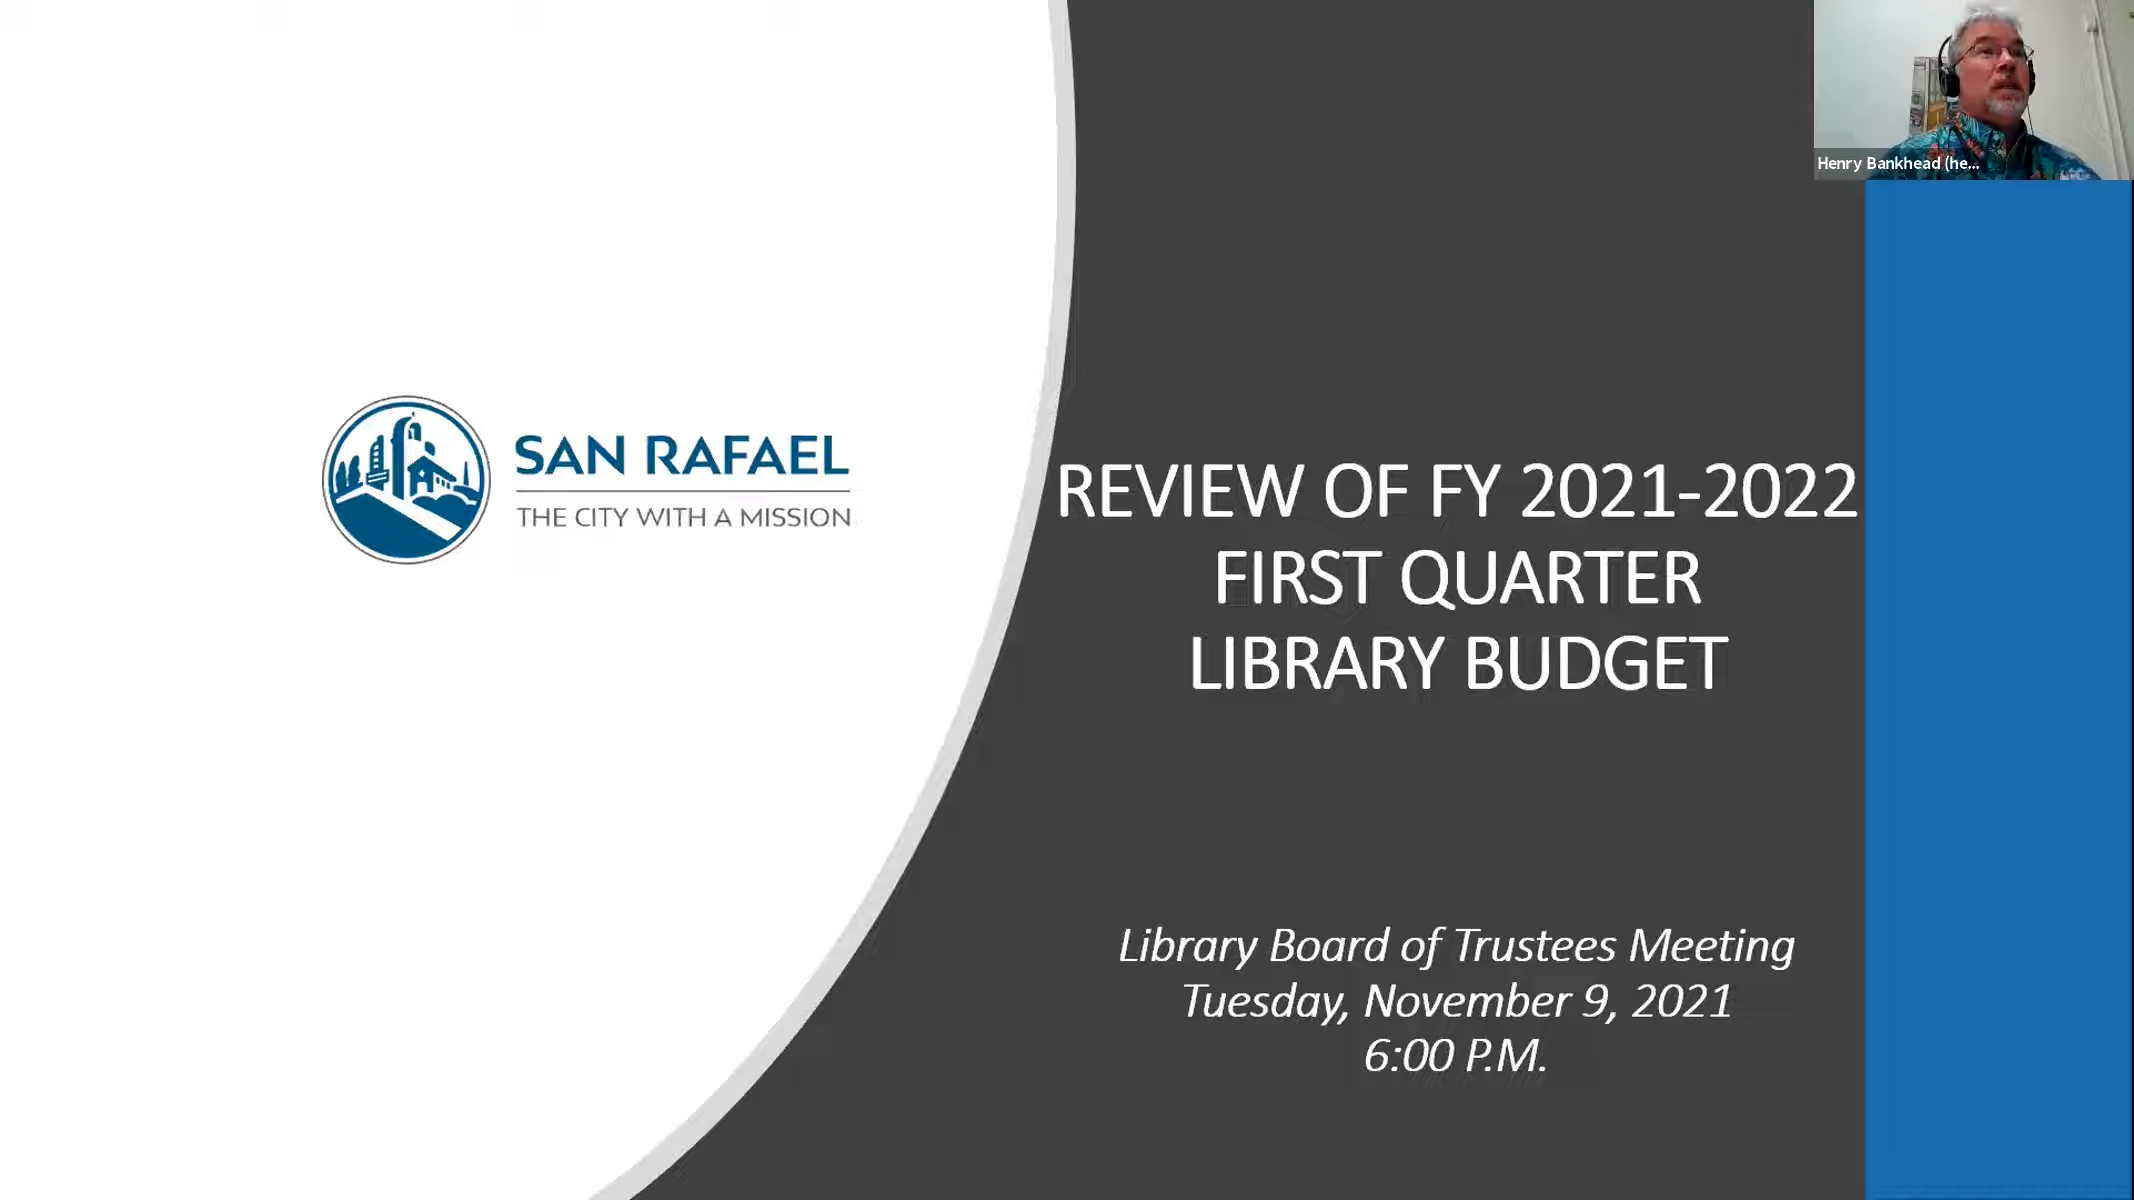 Henry Bankhead (he...
SAN RAFAEL
THE CITY WITH A MISSION
REVIEW OF FY 2021-2022
FIRST QUARTER
LIBRARY BUDGET
Library Board of Trustees Meeting
Tuesday, November 9, 2021
6:00 P.M.